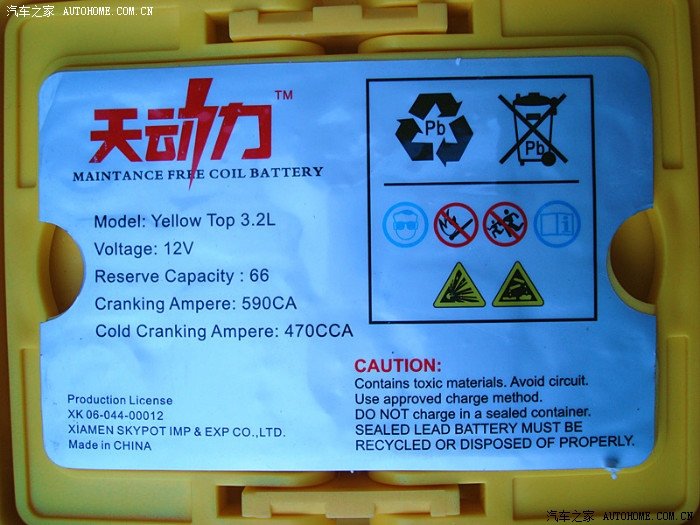 汽车之家 AUTOHOME.COM.CN
天动力 TM
MAINTANCE FREE COIL BATTERY
Model: Yellow Top 3.2L
Voltage: 12V
Reserve Capacity : 66
Cranking Ampere: 590CA
Cold Cranking Ampere: 470CCA
Pb
Pb
Production License
XK 06-044-00012
XIAMEN SKYPOT IMP & EXP CO.,LTD.
Made in CHINA
CAUTION:
Contains toxic materials. Avoid circuit.
Use approved charge method.
DO NOT charge in a sealed container.
SEALED LEAD BATTERY MUST BE
RECYCLED OR DISPOSED OF PROPERLY.
汽车之家 AUTOHOME.COM.CN